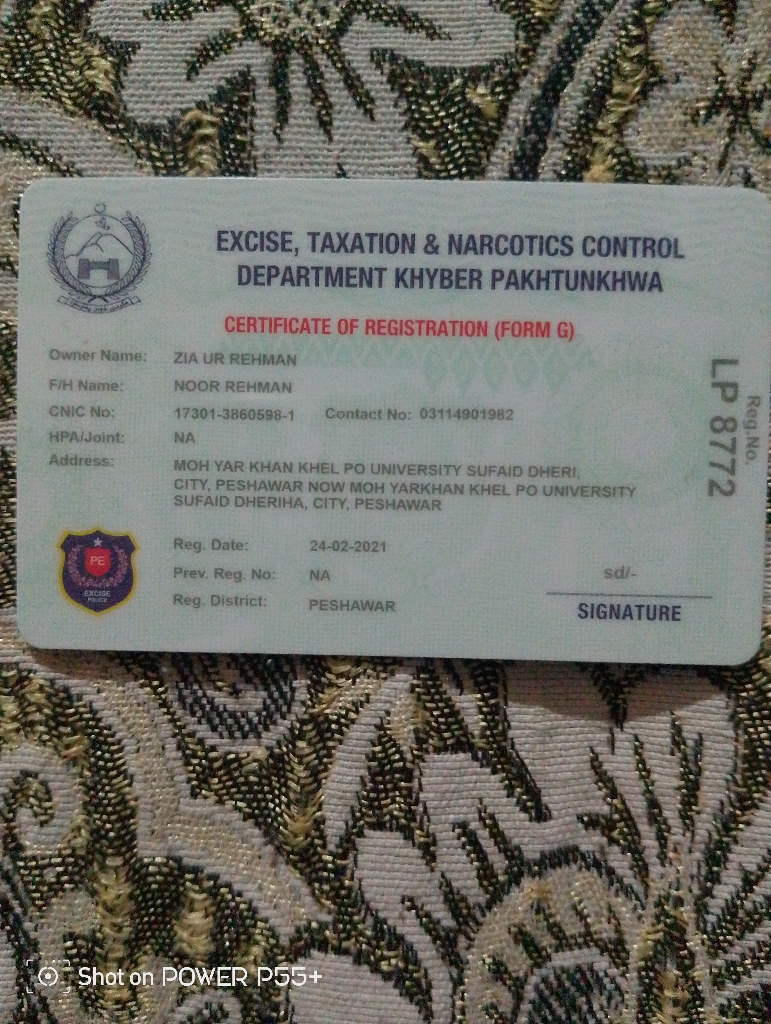 EXCISE, TAXATION & NARCOTICS CONTROL
DEPARTMENT KHYBER PAKHTUNKHWA
CERTIFICATE OF REGISTRATION (FORM G)
Owner Name: ZIA UR REHMAN
F/H Name: NOOR REHMAN
CNIC No: 17301-3860598-1 Contact No: 03114901982
HPA/Joint: NA
Address: MOH YAR KHAN KHEL PO UNIVERSITY SUFAID DHERI,
CITY, PESHAWAR NOW MOH YARKHAN KHEL PO UNIVERSITY
SUFAID DHERIHA, CITY, PESHAWAR
Reg. Date: 24-02-2021
Prev. Reg. No: NA
Reg. District: PESHAWAR
Reg.No.
LP 8772
sd/-
SIGNATURE
PE
EXCISE
POLICE
Shot on POWER P55+